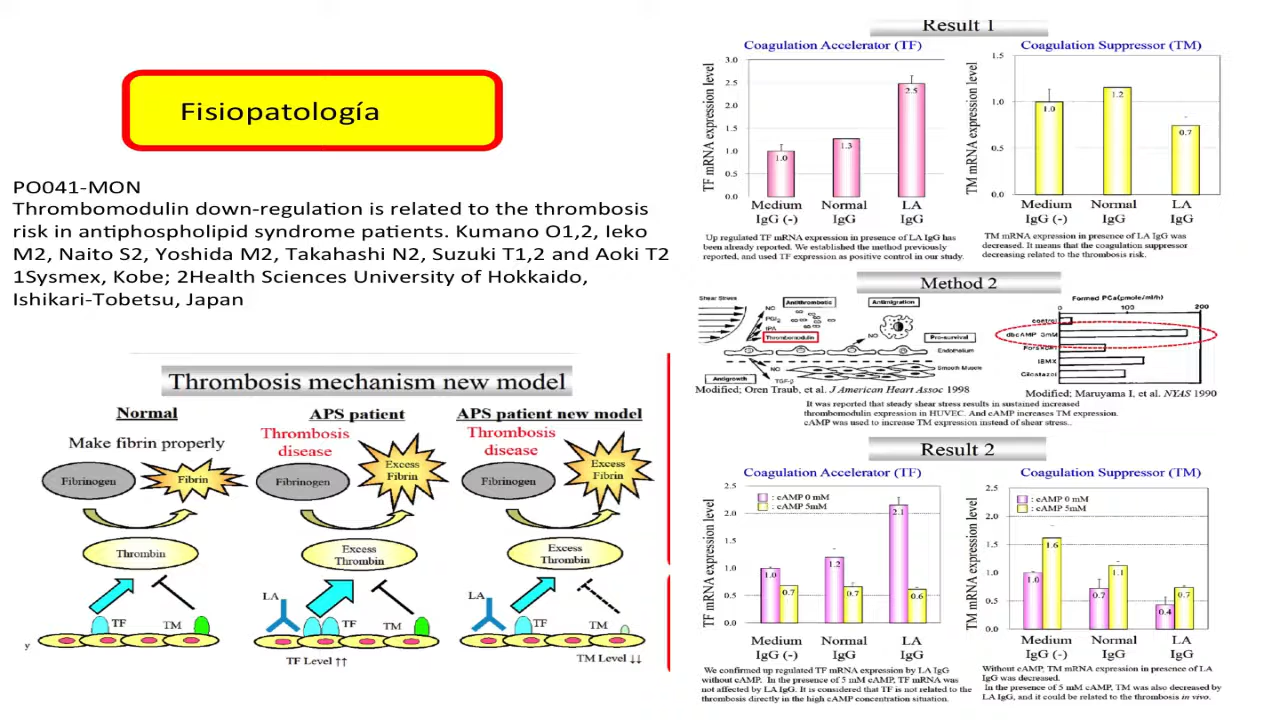 Fisiopatología
PO041-MON
Thrombomodulin down-regulation is related to the thrombosis
risk in antiphospholipid syndrome patients. Kumano O1,2, Ieko
M2, Naito S2, Yoshida M2, Takahashi N2, Suzuki T1,2 and Aoki T2
1Sysmex, Kobe; 2Health Sciences University of Hokkaido,
Ishikari-Tobetsu, Japan
Thrombosis mechanism new model
Normal
Make fibrin properly
Fibrinogen
Fibrin
Thrombin
TF
TM
y
APS patient
Thrombosis
disease
Fibrinogen
Excess
Fibrin
Excess
Thrombin
LA
TF
TM
TF Level ↑↑
APS patient new model
Thrombosis
disease
Fibrinogen
Excess
Fibrin
Excess
Thrombin
LA
TF
TM
TM Level ↓↓
Result 1
Coagulation Accelerator (TF)
TF mRNA expression level
3.0
2.5
2.0
1.5
1.0
0.5
0.0
1.0
1.3
2.5
Medium Normal LA
IgG (-) IgG IgG
Up regulated TF mRNA expression in presence of LA IgG has
been already reported. We established the method previously
reported, and used TF expression as positive control in our study.
Coagulation Suppressor (TM)
TM mRNA expression level
1.5
1.0
0.5
0.0
1.0
1.2
0.7
Medium Normal LA
IgG (-) IgG IgG
TM mRNA expression in presence of LA IgG was
decreased. It means that the coagulation suppressor
decreasing related to the thrombosis risk.
Method 2
Shear Stress
NO
PGI2
tPA
Thrombomodulin
Antithrombotic
Antimigration
NO
Pro-survival
Endothelium
Smooth Muscle
NO
TGF-β
Antigrowth
Modified; Oren Traub, et al. J American Heart Assoc 1998
Formed PCa(pmole/ml/h)
0 100 200
control
dbcAMP 3mM
Forskolin
IBMX
Cilostazol
Modified; Maruyama I, et al. NYAS 1990
It was reported that steady shear stress results in sustained increased
thrombomodulin expression in HUVEC. And cAMP increases TM expression.
cAMP was used to increase TM expression instead of shear stress..
Result 2
Coagulation Accelerator (TF)
TF mRNA expression level
2.5
2.0
1.0
0.5
0.0
: cAMP 0 mM
: cAMP 5mM
1.0
0.7
1.2
0.7
2.1
0.6
Medium Normal LA
IgG (-) IgG IgG
We confirmed up regulated TF mRNA expression by LA IgG
without cAMP. In the presence of 5 mM cAMP, TF mRNA was
not affected by LA IgG. It is considered that TF is not related to the
thrombosis directly in the high cAMP concentration situation.
Coagulation Suppressor (TM)
TM mRNA expression level
2.5
2.0
1.5
1.0
0.5
0.0
: cAMP 0 mM
: cAMP 5mM
1.0
1.6
0.7
1.1
0.4
0.7
Medium Normal LA
IgG (-) IgG IgG
Without cAMP, TM mRNA expression in presence of LA
IgG was decreased.
In the presence of 5 mM cAMP, TM was also decreased by
LA IgG, and it could be related to the thrombosis in vivo.